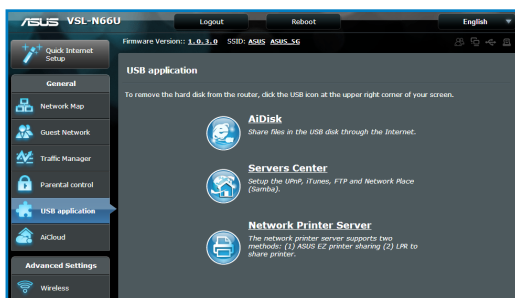 ASUS VSL-N66U Logout Reboot English
Quick Internet Setup
Firmware Version:: 1.0.3.0 SSID: ASUS ASUS_5G
General
Network Map
Guest Network
Traffic Manager
Parental control
USB application
AiCloud
Advanced Settings
Wireless
USB application
To remove the hard disk from the router, click the USB icon at the upper right corner of your screen.
AiDisk
Share files in the USB disk through the Internet.
Servers Center
Setup the UPnP, iTunes, FTP and Network Place
(Samba).
Network Printer Server
The network printer server supports two
methods: (1) ASUS EZ printer sharing (2) LPR to
share printer.